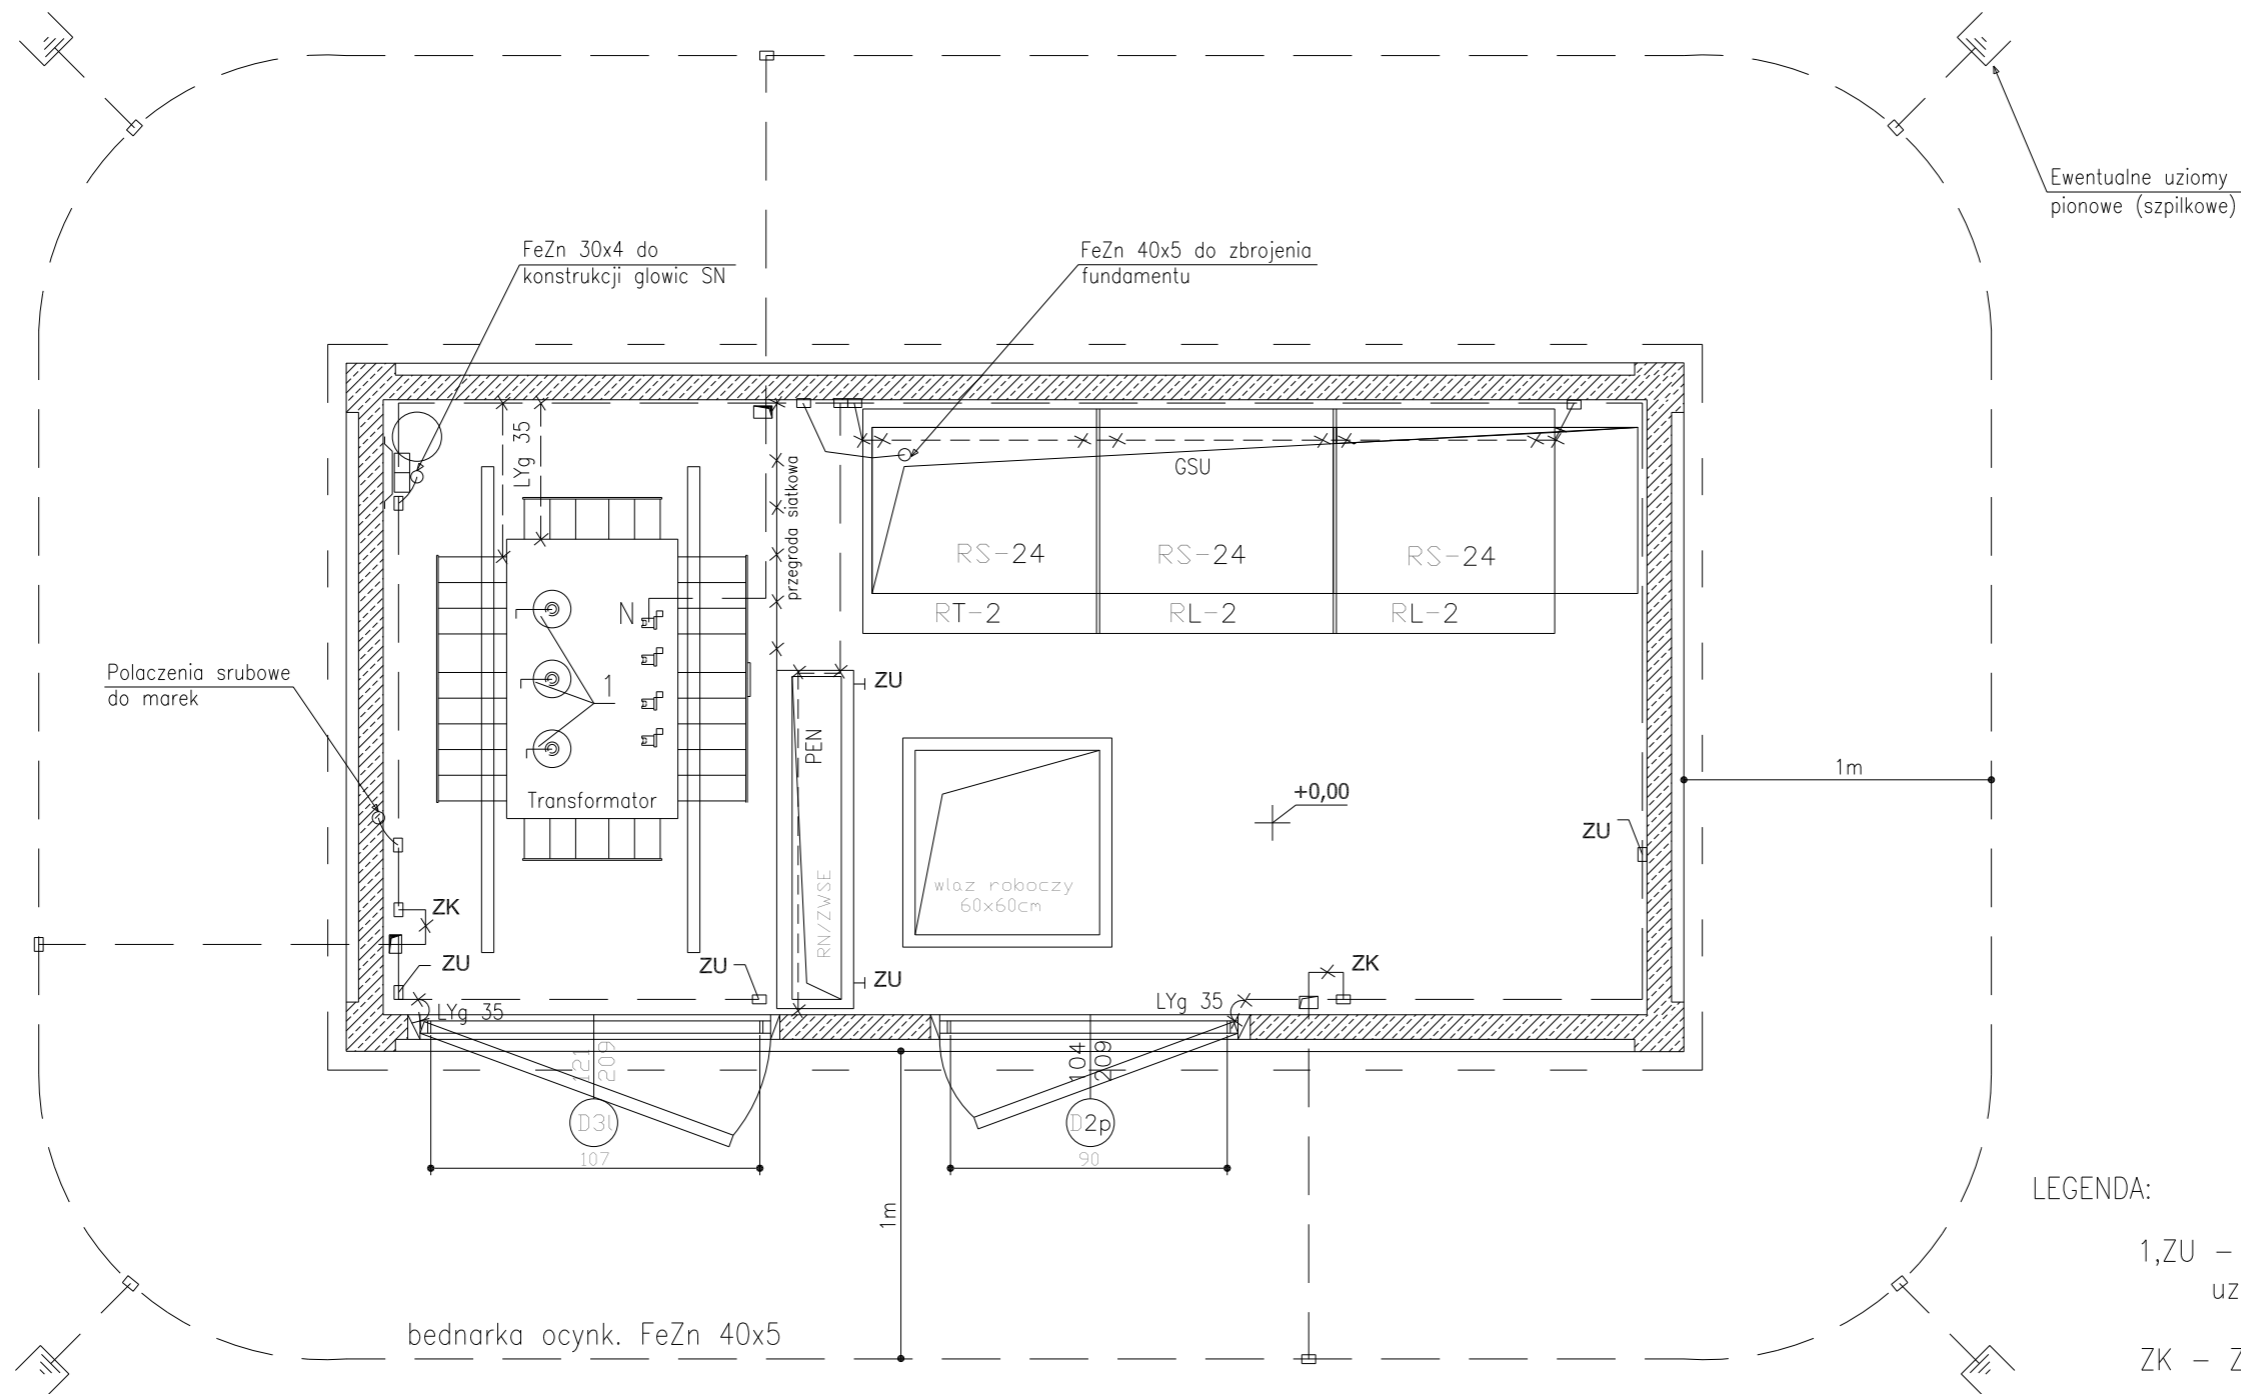 Ewentualne uziomy
pionowe (szpilkowe)
FeZn 30x4 do
konstrukcji glowic SN
FeZn 40x5 do zbrojenia
fundamentu
LYg 35
przegroda siatkowa
GSU
RS-24
RS-24
RS-24
RT-2
RL-2
RL-2
N
1
Transformator
Polaczenia srubowe
do marek
ZU
PEN
RN/ZWSE
+0,00
1m
ZU
wlaz roboczy
60x60cm
ZK
ZU
ZU
ZU
ZK
LYg 35
LYg 35
121
209
104
209
D3l
D2p
107
90
1m
bednarka ocynk. FeZn 40x5
LEGENDA:
1,ZU –
uz
ZK – Z